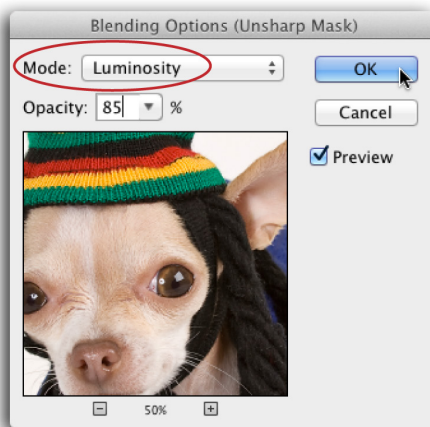 Blending Options (Unsharp Mask)
Mode: Luminosity
OK
Opacity: 85 %
Cancel
Preview
50%